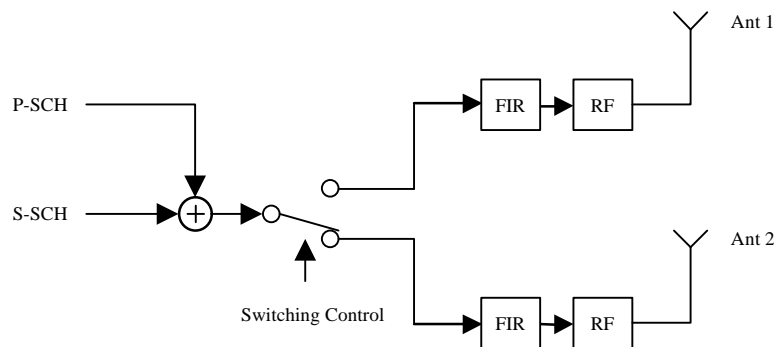 Ant 1
P-SCH
FIR
RF
S-SCH
Ant 2
Switching Control
FIR
RF